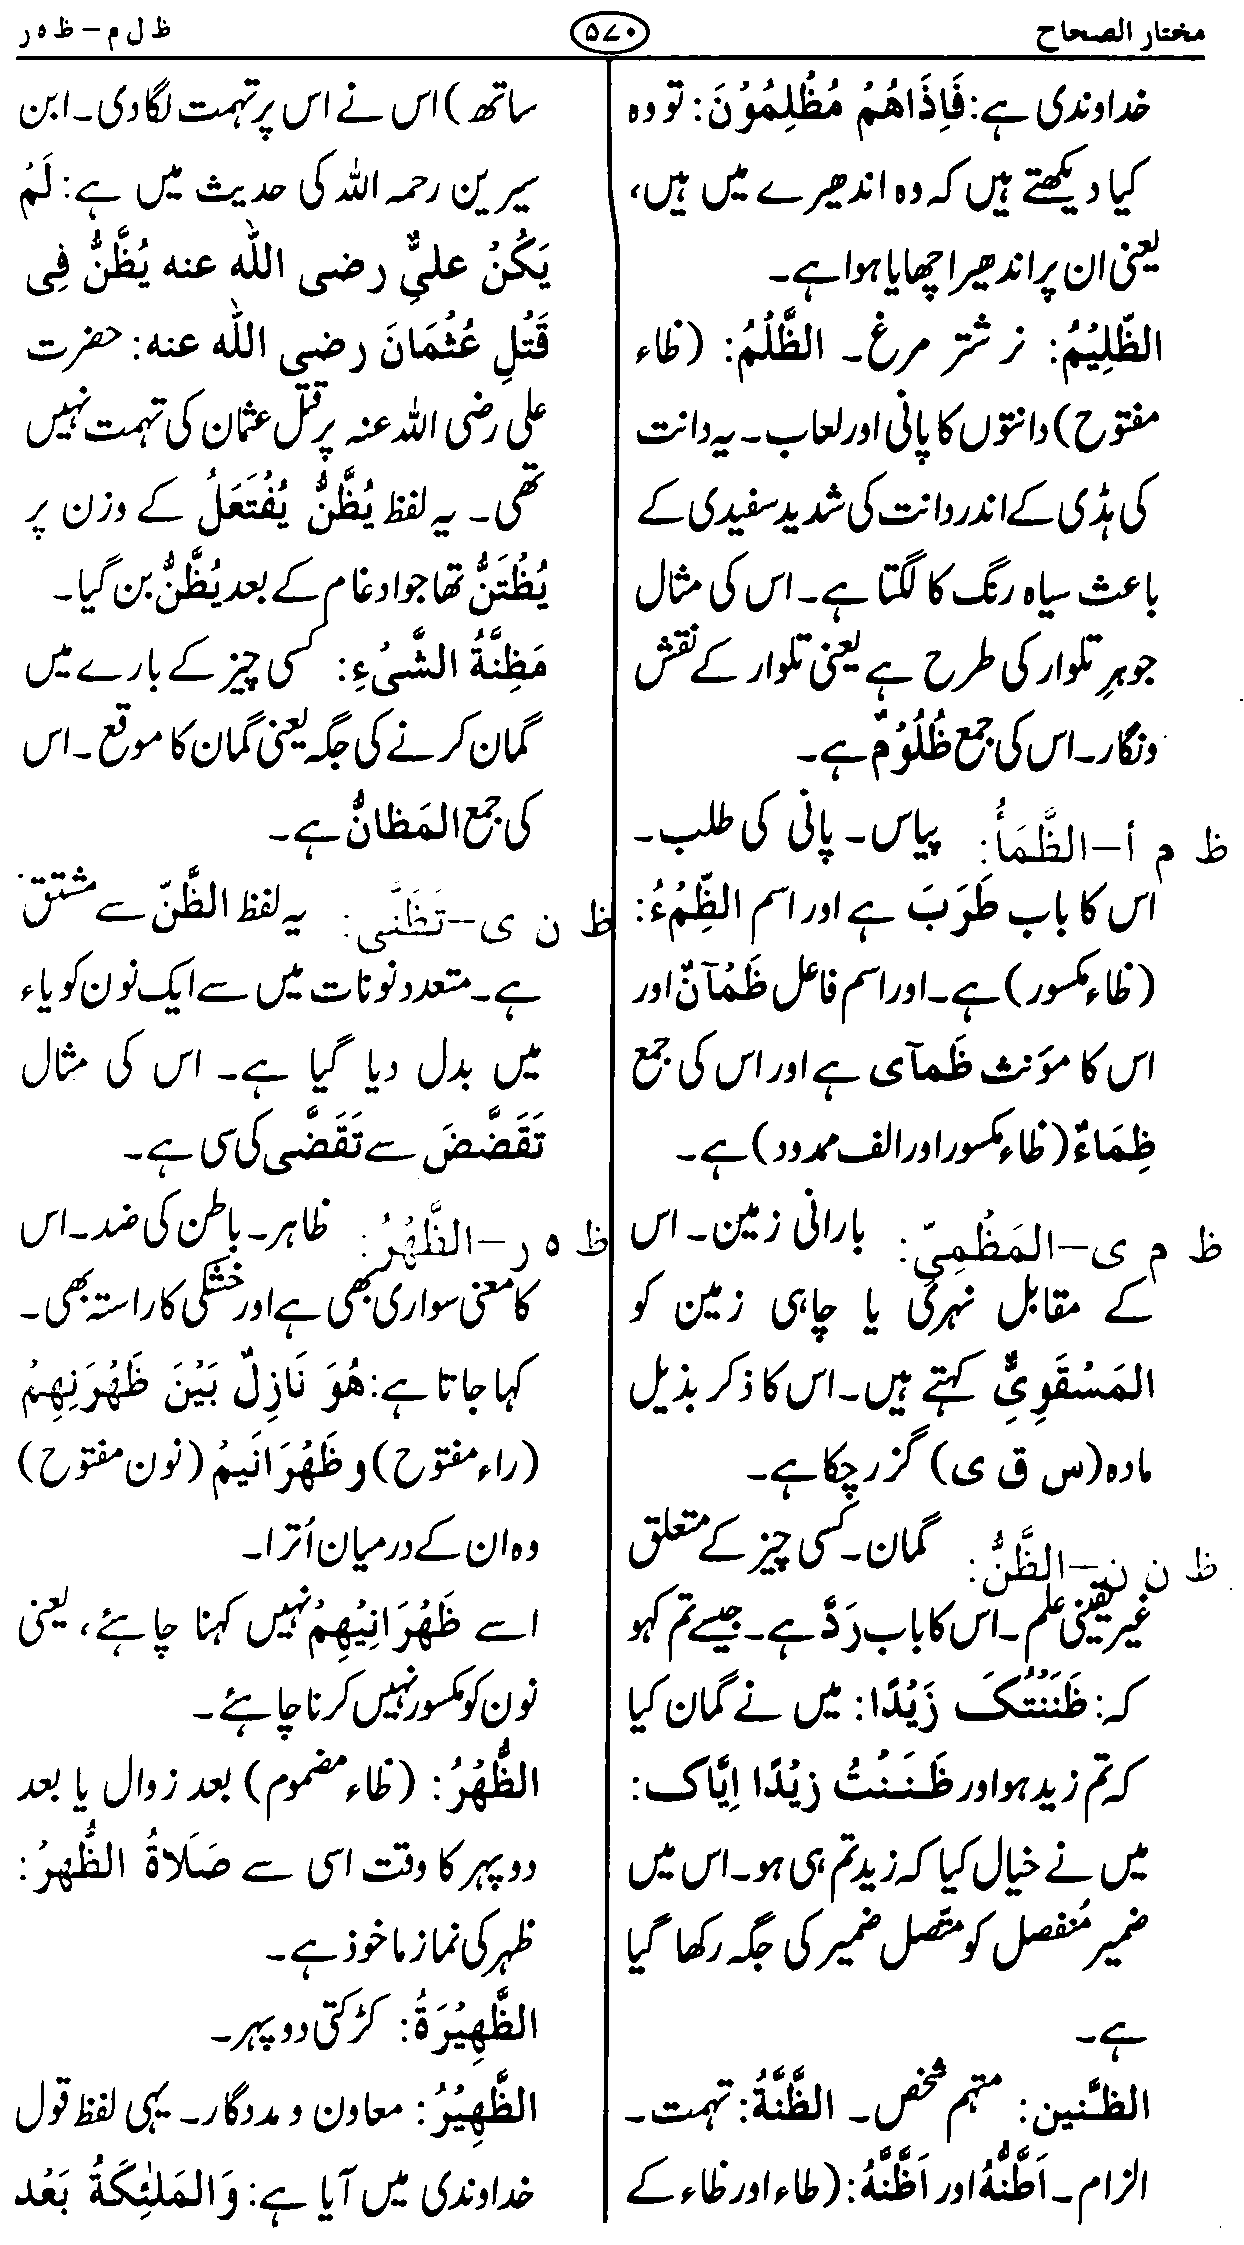 مختار الصحاح
۵۷۰
ظ ل م – ظ ہ ر
خداوندی ہے: فَاِذَاهُمْ مُظْلِمُوْنَ: تو وہ
کیا دیکھتے ہیں کہ وہ اندھیرے میں ہیں،
یعنی ان پر اندھیرا چھایا ہوا ہے۔
الظَّلِيْمُ: نر شتر مرغ۔ الظَّلْمُ: (ظاء
مفتوح) دانتوں کا پانی اور لعاب۔ یہ دانت
کی ہڈی کے اندر دانت کی شدید سفیدی کے
باعث سیاہ رنگ کا لگتا ہے۔ اس کی مثال
جوہرِ تلوار کی طرح ہے یعنی تلوار کے نقش
ونگار۔ اس کی جمع ظُلُوْمٌ ہے۔
ظ م أ – الظَّمَأُ: پیاس۔ پانی کی طلب۔
اس کا باب طَرَبَ ہے اور اسم الظِّمْءُ:
(ظاء مکسور) ہے۔ اور اسم فاعل ظَمْآنٌ اور
اس کا مؤنث ظَمآی ہے اور اس کی جمع
ظِمَاءٌ (ظاء مکسور اور الف ممدود) ہے۔
ظ م ی – المَظْمِیّ: بارانی زمین۔ اس
کے مقابل نہری یا چاہی زمین کو
المَسْقَوِیُّ کہتے ہیں۔ اس کا ذکر بذیل
مادہ (س ق ی) گزر چکا ہے۔
ظ ن ن – الظَّنُّ: گمان۔ کسی چیز کے متعلق
غیر یقینی علم۔ اس کا باب رَدَّ ہے۔ جیسے تم کہو
کہ: ظَنَنْتُكَ زَيْدًا: میں نے گمان کیا
کہ تم زید ہو اور ظَنَنْتُ زَيْدًا اِيَّاكَ:
میں نے خیال کیا کہ زید تم ہی ہو۔ اس میں
ضمیر مُنفصل کو متّصل ضمیر کی جگہ رکھا گیا
ہے۔
الظَّنين: متہم شخص۔ الظِّنَّةُ: تہمت۔
الزام۔ اَطَّنَّهُ اور اَظَّنَّهُ: (طاء اور ظاء کے
ساتھ) اس نے اس پر تہمت لگا دی۔ ابن
سیرین رحمہ اللہ کی حدیث میں ہے: لَمْ
يَكُنْ عليٌّ رضی اللّٰه عنه يُظَّنُّ فِی
قَتْلِ عُثْمَانَ رضی اللّٰه عنه: حضرت
علی رضی اللہ عنہ پر قتل عثمان کی تہمت نہیں
تھی۔ یہ لفظ يُظَّنُّ يُفْتَعَلُ کے وزن پر
يُظْتَنُّ تھا جو ادغام کے بعد يُظَّنُّ بن گیا۔
مَظِنَّةُ الشَّیْءِ: کسی چیز کے بارے میں
گمان کرنے کی جگہ یعنی گمان کا موقع۔ اس
کی جمع المَظانُّ ہے۔
ظ ن ی – تَظَنّٰی: یہ لفظ الظَّنّ سے مشتق
ہے۔ متعدد نونات میں سے ایک نون کو یاء
میں بدل دیا گیا ہے۔ اس کی مثال
تَقَضَّضَ سے تَقَضّٰی کی سی ہے۔
ظ ہ ر – الظَّهْرُ: ظاہر۔ باطن کی ضد۔ اس
کا معنی سواری بھی ہے اور خشکی کا راستہ بھی۔
کہا جاتا ہے: هُوَ نَازِلٌ بَيْنَ ظَهْرَنِهِمْ
(راء مفتوح) و ظَهْرَانَيهِمْ (نون مفتوح)
وہ ان کے درمیان اُترا۔
اسے ظَهْرَانِيْهِمْ نہیں کہنا چاہئے، یعنی
نون کو مکسور نہیں کرنا چاہئے۔
الظُّهْرُ: (ظاء مضموم) بعد زوال یا بعد
دوپہر کا وقت اسی سے صَلَاةُ الظُّهرُ:
ظہر کی نماز ماخوذ ہے۔
الظَّهِيْرَةُ: کڑکتی دوپہر۔
الظَّهِيْرُ: معاون و مددگار۔ یہی لفظ قول
خداوندی میں آیا ہے: وَالمَلٰئِكَةُ بَعْدَ